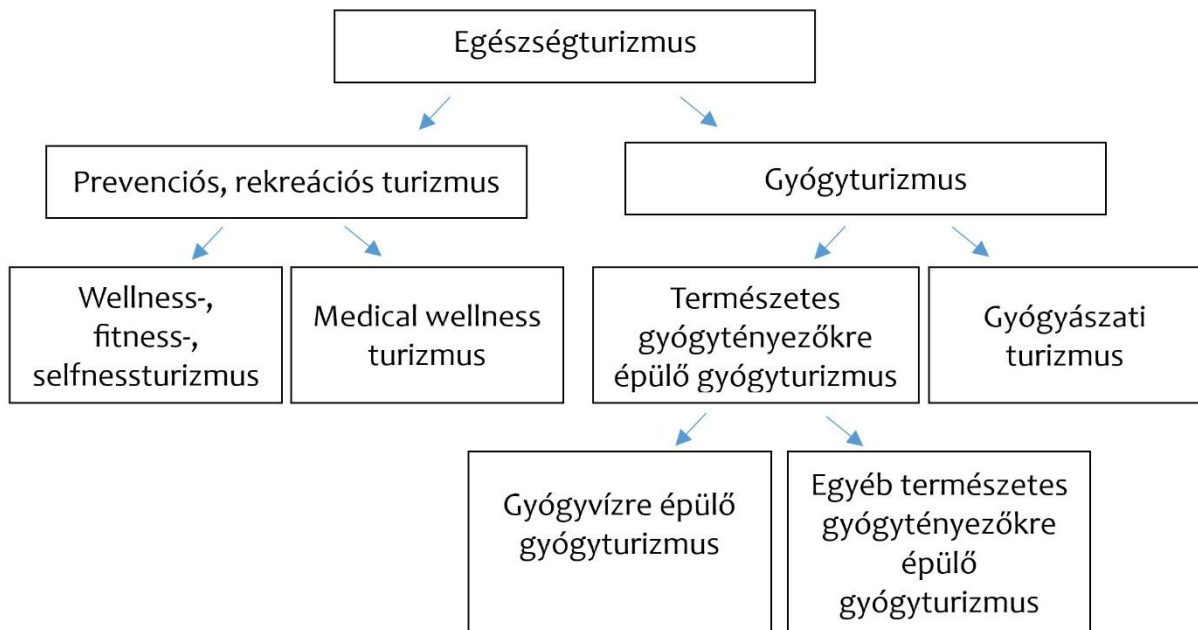 Egészségturizmus
Prevenciós, rekreációs turizmus
Gyógyturizmus
Wellness-,
fitness-,
selfnessturizmus
Medical wellness
turizmus
Természetes
gyógytényezőkre
épülő gyógyturizmus
Gyógyászati
turizmus
Gyógyvízre épülő
gyógyturizmus
Egyéb természetes
gyógytényezőkre
épülő
gyógyturizmus